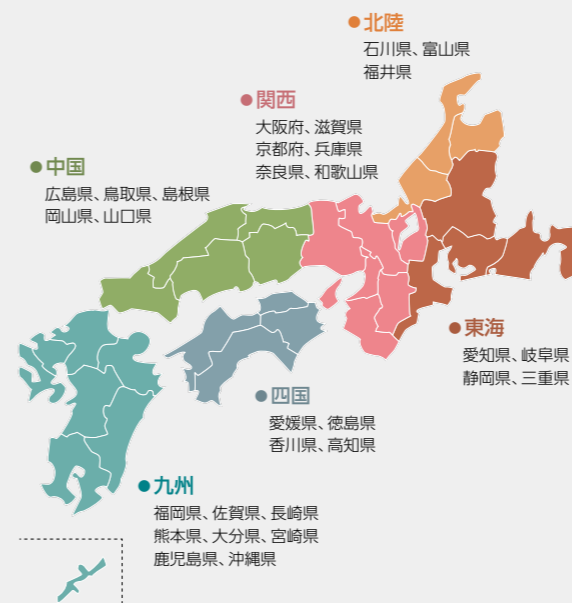 ●北陸
石川県、富山県
福井県
●関西
大阪府、滋賀県
京都府、兵庫県
奈良県、和歌山県
●中国
広島県、鳥取県、島根県
岡山県、山口県
●東海
愛知県、岐阜県
静岡県、三重県
●四国
愛媛県、徳島県
香川県、高知県
●九州
福岡県、佐賀県、長崎県
熊本県、大分県、宮崎県
鹿児島県、沖縄県